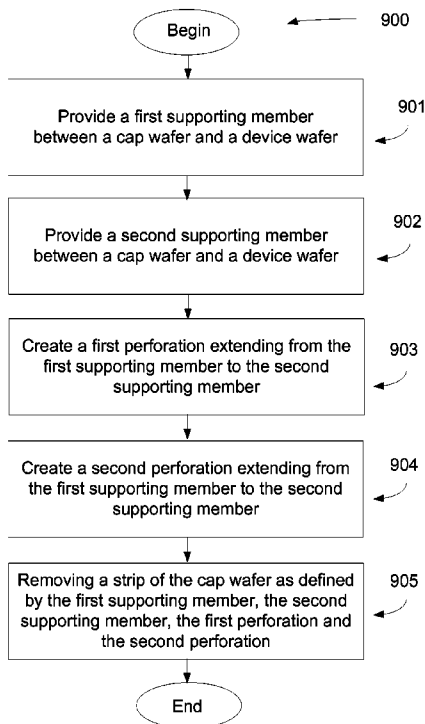 Begin
900
Provide a first supporting member
between a cap wafer and a device wafer
901
Provide a second supporting member
between a cap wafer and a device wafer
902
Create a first perforation extending from the
first supporting member to the second
supporting member
903
Create a second perforation extending from
the first supporting member to the second
supporting member
904
Removing a strip of the cap wafer as defined
by the first supporting member, the second
supporting member, the first perforation and
the second perforation
905
End